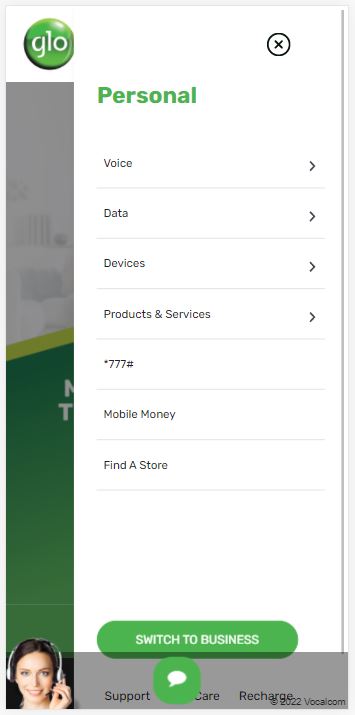 glo
Personal
Voice
Data
Devices
Products & Services
*777#
Mobile Money
Find A Store
SWITCH TO BUSINESS
Support Care Recharge
© 2022 Vocalcom